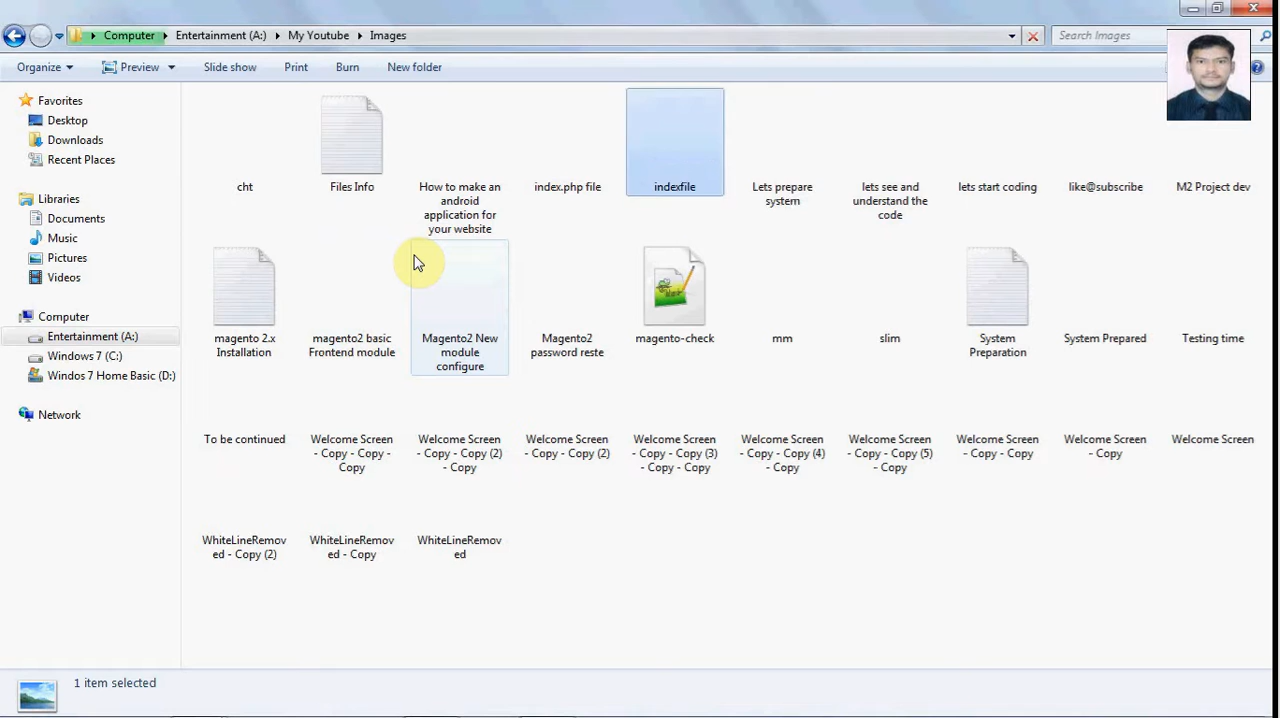 Computer Entertainment (A:) My Youtube Images Search Images
Organize Preview Slide show Print Burn New folder
Favorites
Desktop
Downloads
Recent Places
Libraries
Documents
Music
Pictures
Videos
Computer
Entertainment (A:)
Windows 7 (C:)
Windos 7 Home Basic (D:)
Network
cht
Files Info
How to make an
android
application for
your website
index.php file
indexfile
Lets prepare
system
lets see and
understand the
code
lets start coding
like@subscribe
M2 Project dev
magento 2.x
Installation
magento2 basic
Frontend module
Magento2 New
module
configure
Magento2
password reste
magento-check
mm
slim
System
Preparation
System Prepared
Testing time
To be continued
Welcome Screen
- Copy - Copy -
Copy
Welcome Screen
- Copy - Copy (2)
- Copy
Welcome Screen
- Copy - Copy (2)
Welcome Screen
- Copy - Copy (3)
- Copy - Copy
Welcome Screen
- Copy - Copy (4)
- Copy
Welcome Screen
- Copy - Copy (5)
- Copy
Welcome Screen
- Copy - Copy
Welcome Screen
- Copy
Welcome Screen
WhiteLineRemov
ed - Copy (2)
WhiteLineRemov
ed - Copy
WhiteLineRemov
ed
1 item selected